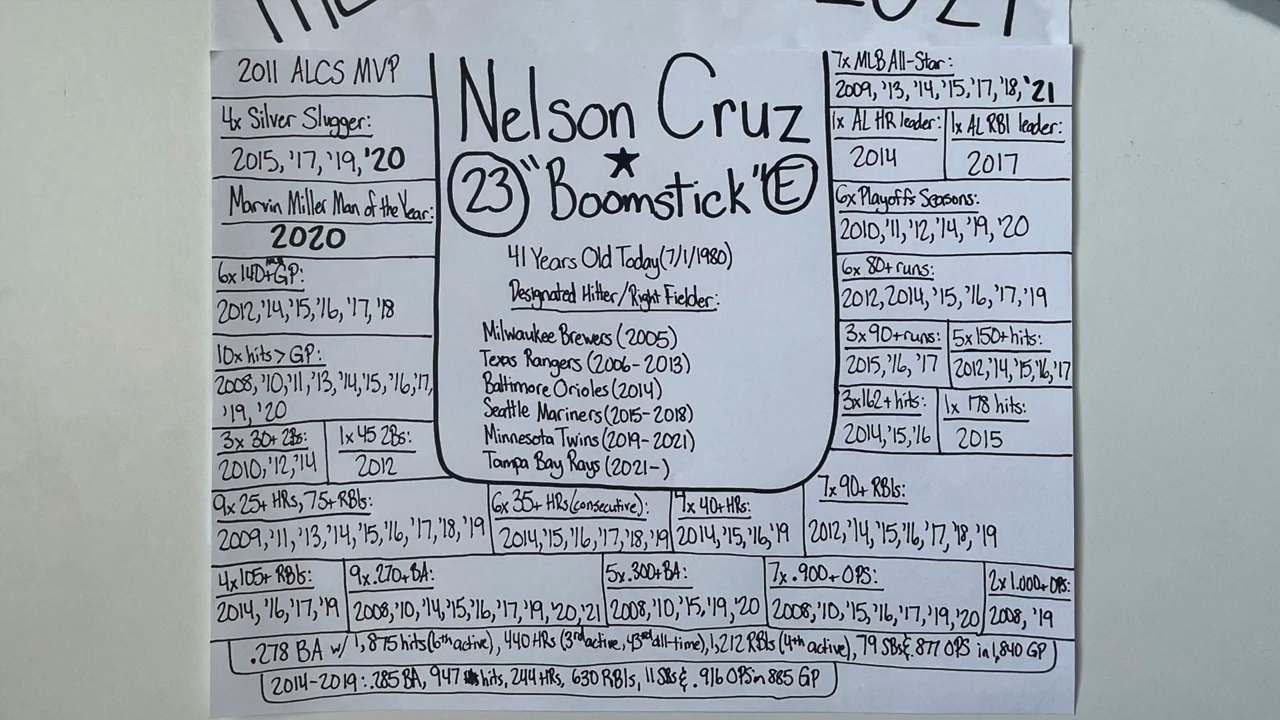 2021
2011 ALCS MVP
4x Silver Slugger:
2015, '17, '19, '20
Marvin Miller Man of the Year:
2020
6x 140+ GP:
2012, '14, '15, '16, '17, '18
10x hits > GP:
2008, '10, '11, '13, '14, '15, '16, '17,
'19, '20
3x 30+ 2Bs:
2010, '12, '14
1x 45 2Bs:
2012
Nelson Cruz
★
23 "Boomstick" E
41 Years Old Today (7/1/1980)
Designated Hitter/Right Fielder:
Milwaukee Brewers (2005)
Texas Rangers (2006-2013)
Baltimore Orioles (2014)
Seattle Mariners (2015-2018)
Minnesota Twins (2019-2021)
Tampa Bay Rays (2021-)
7x MLB All-Star:
2009, '13, '14, '15, '17, '18, '21
1x AL HR leader:
2014
1x AL RBI leader:
2017
6x Playoffs Seasons:
2010, '11, '12, '14, '19, '20
6x 80+ runs:
2012, 2014, '15, '16, '17, '19
3x 90+ runs:
2015, '16, '17
5x 150+ hits:
2012, '14, '15, '16, '17
3x 162+ hits:
2014, '15, '16
1x 178 hits:
2015
9x 25+ HRs, 75+ RBIs:
2009, '11, '13, '14, '15, '16, '17, '18, '19
6x 35+ HRs (consecutive):
2014, '15, '16, '17, '18, '19
4x 40+ HRs:
2014, '15, '16, '19
7x 90+ RBIs:
2012, '14, '15, '16, '17, '18, '19
4x 105+ RBIs:
2014, '16, '17, '19
9x .270+ BA:
2008, '10, '14, '15, '16, '17, '19, '20, '21
5x .300+ BA:
2008, '10, '15, '19, '20
7x .900+ OPS:
2008, '10, '15, '16, '17, '19, '20
2x 1.000+ OPS:
2008, '19
.278 BA w/ 1,875 hits (6th active), 440 HRs (3rd active, 43rd all-time), 1,212 RBIs (4th active), 79 SBs & .877 OPS in 1,840 GP
2014-2019: .285 BA, 947 hits, 244 HRs, 630 RBIs, 11 SBs & .916 OPS in 885 GP